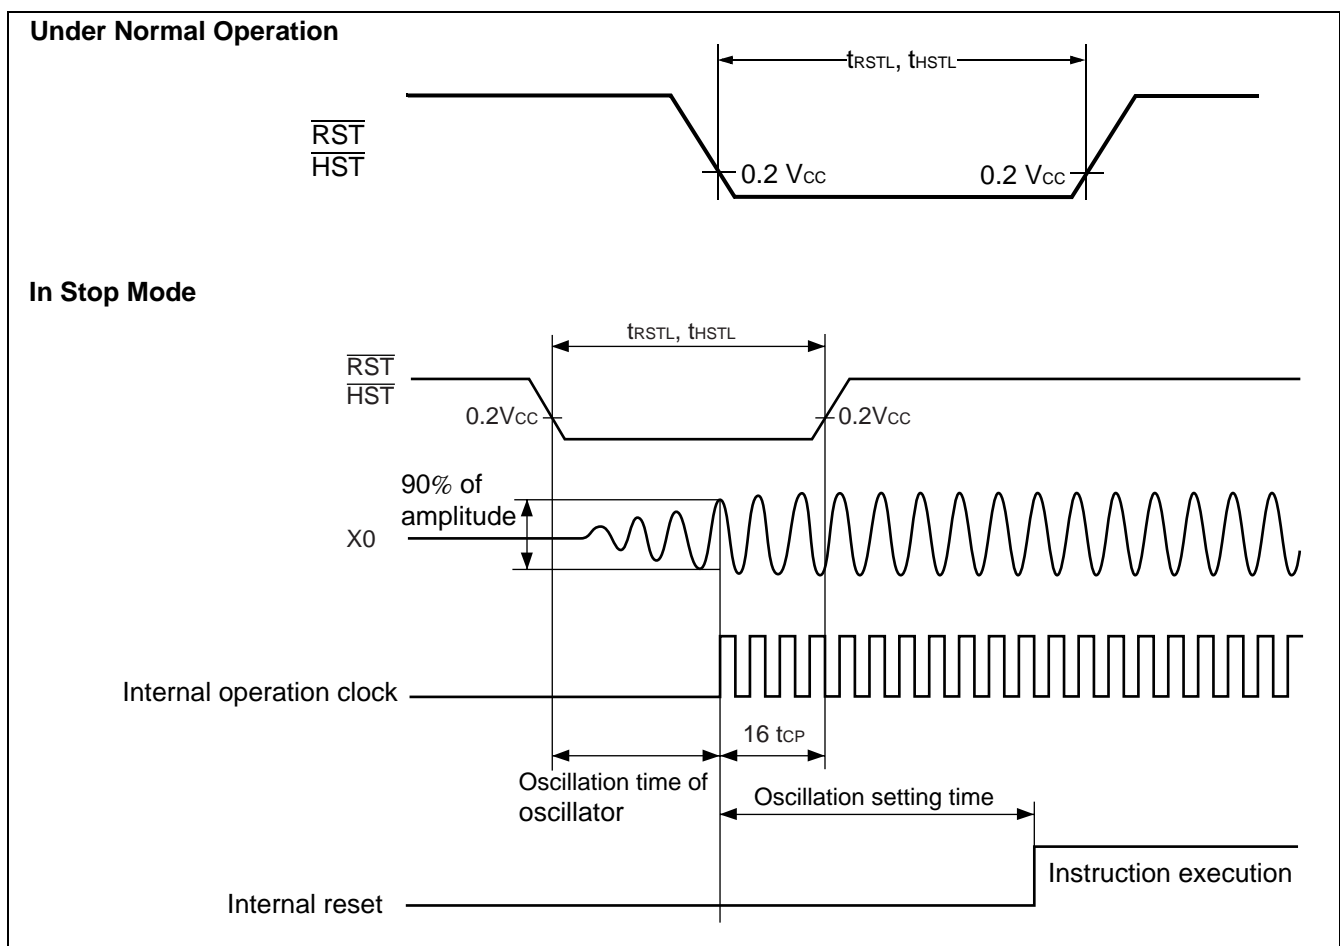 Under Normal Operation
tRSTL, tHSTL
RST
HST
0.2 VCC
0.2 VCC
In Stop Mode
tRSTL, tHSTL
RST
HST
0.2VCC
0.2VCC
90% of
amplitude
X0
Internal operation clock
16 tCP
Oscillation time of
oscillator
Oscillation setting time
Instruction execution
Internal reset